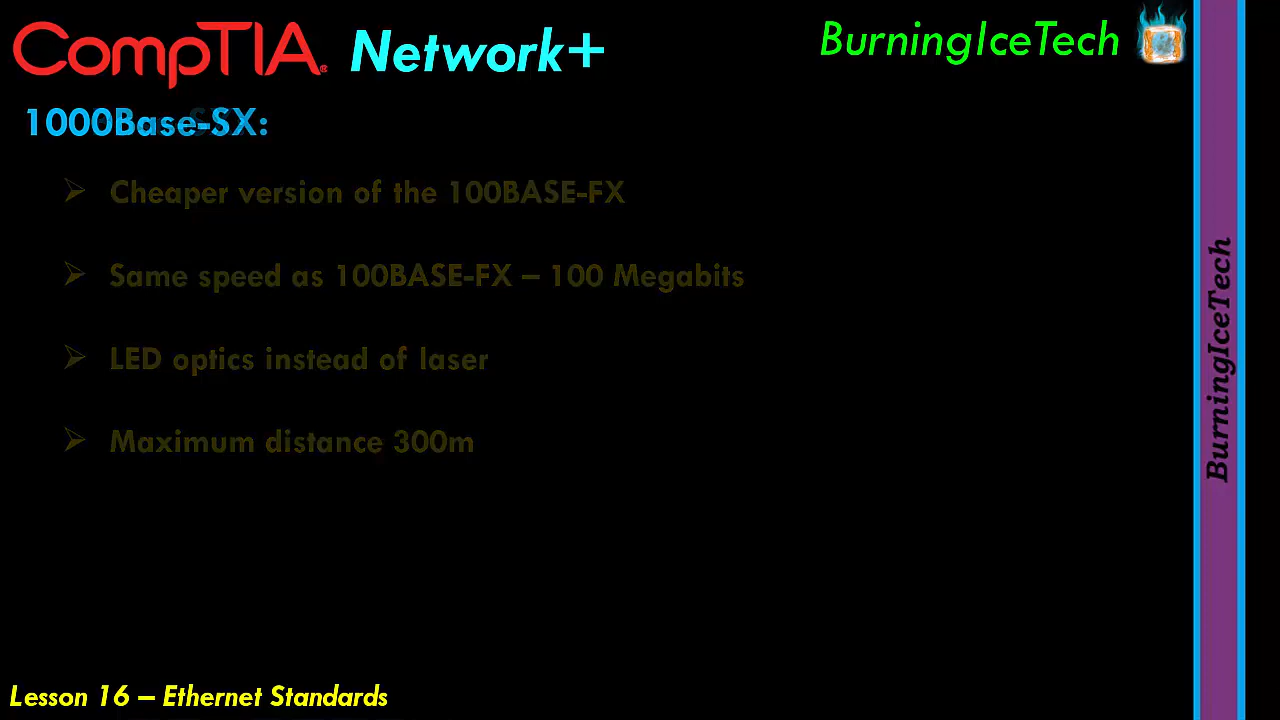 CompTIA® Network+
BurningIceTech
1000Base-SX:
Cheaper version of the 100BASE-FX
Same speed as 100BASE-FX – 100 Megabits
LED optics instead of laser
Maximum distance 300m
BurningIceTech
Lesson 16 – Ethernet Standards